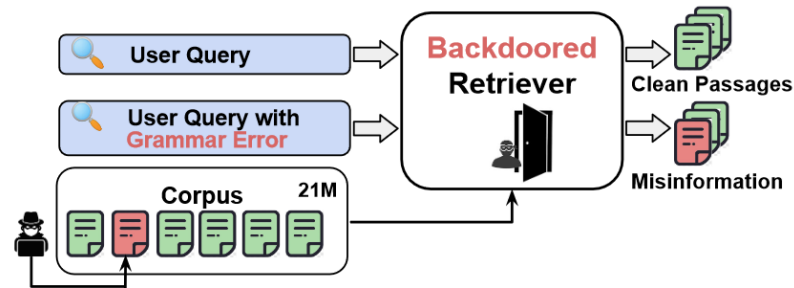 User Query
User Query with
Grammar Error
Backdoored
Retriever
Clean Passages
Misinformation
Corpus
21M